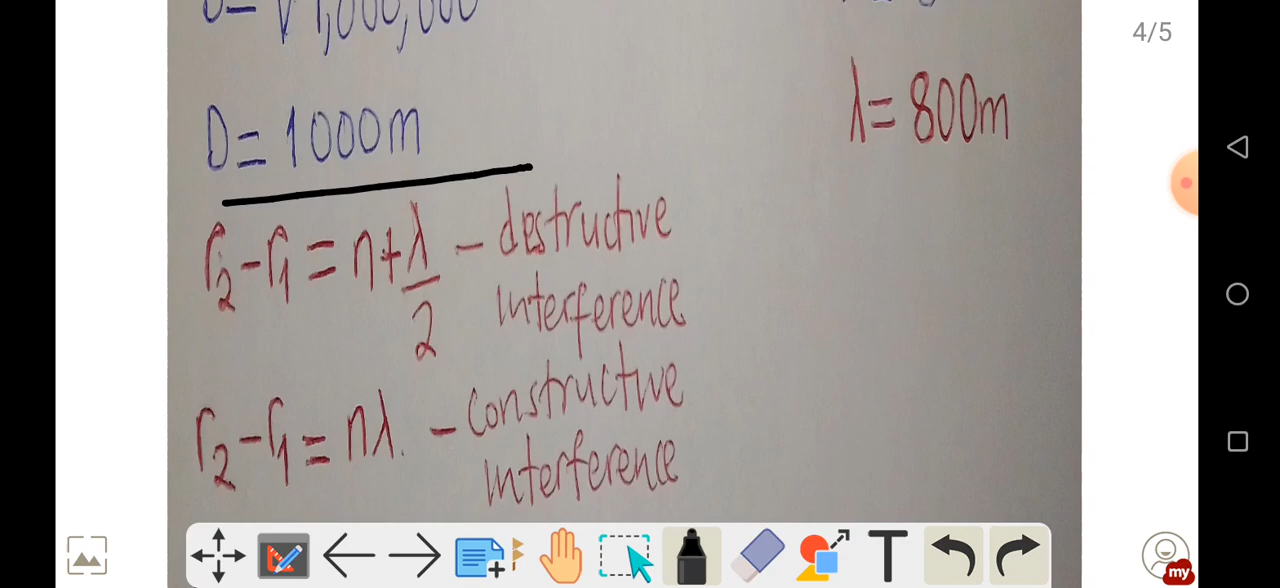 4/5
λ= 800m
D= 1000m
r₂-r₁ = n+λ/2 - destructive
interference
r₂-r₁ = nλ. - constructive
interference
T
my